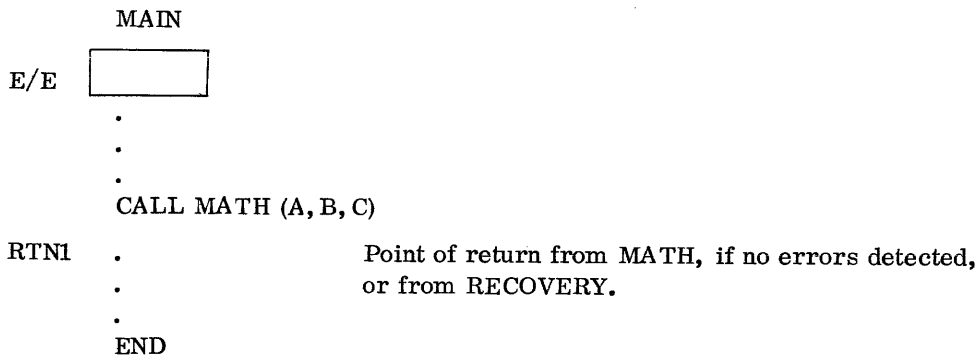 MAIN
E/E
.
.
.
CALL MATH (A, B, C)
RTN1 . Point of return from MATH, if no errors detected,
. or from RECOVERY.
.
END